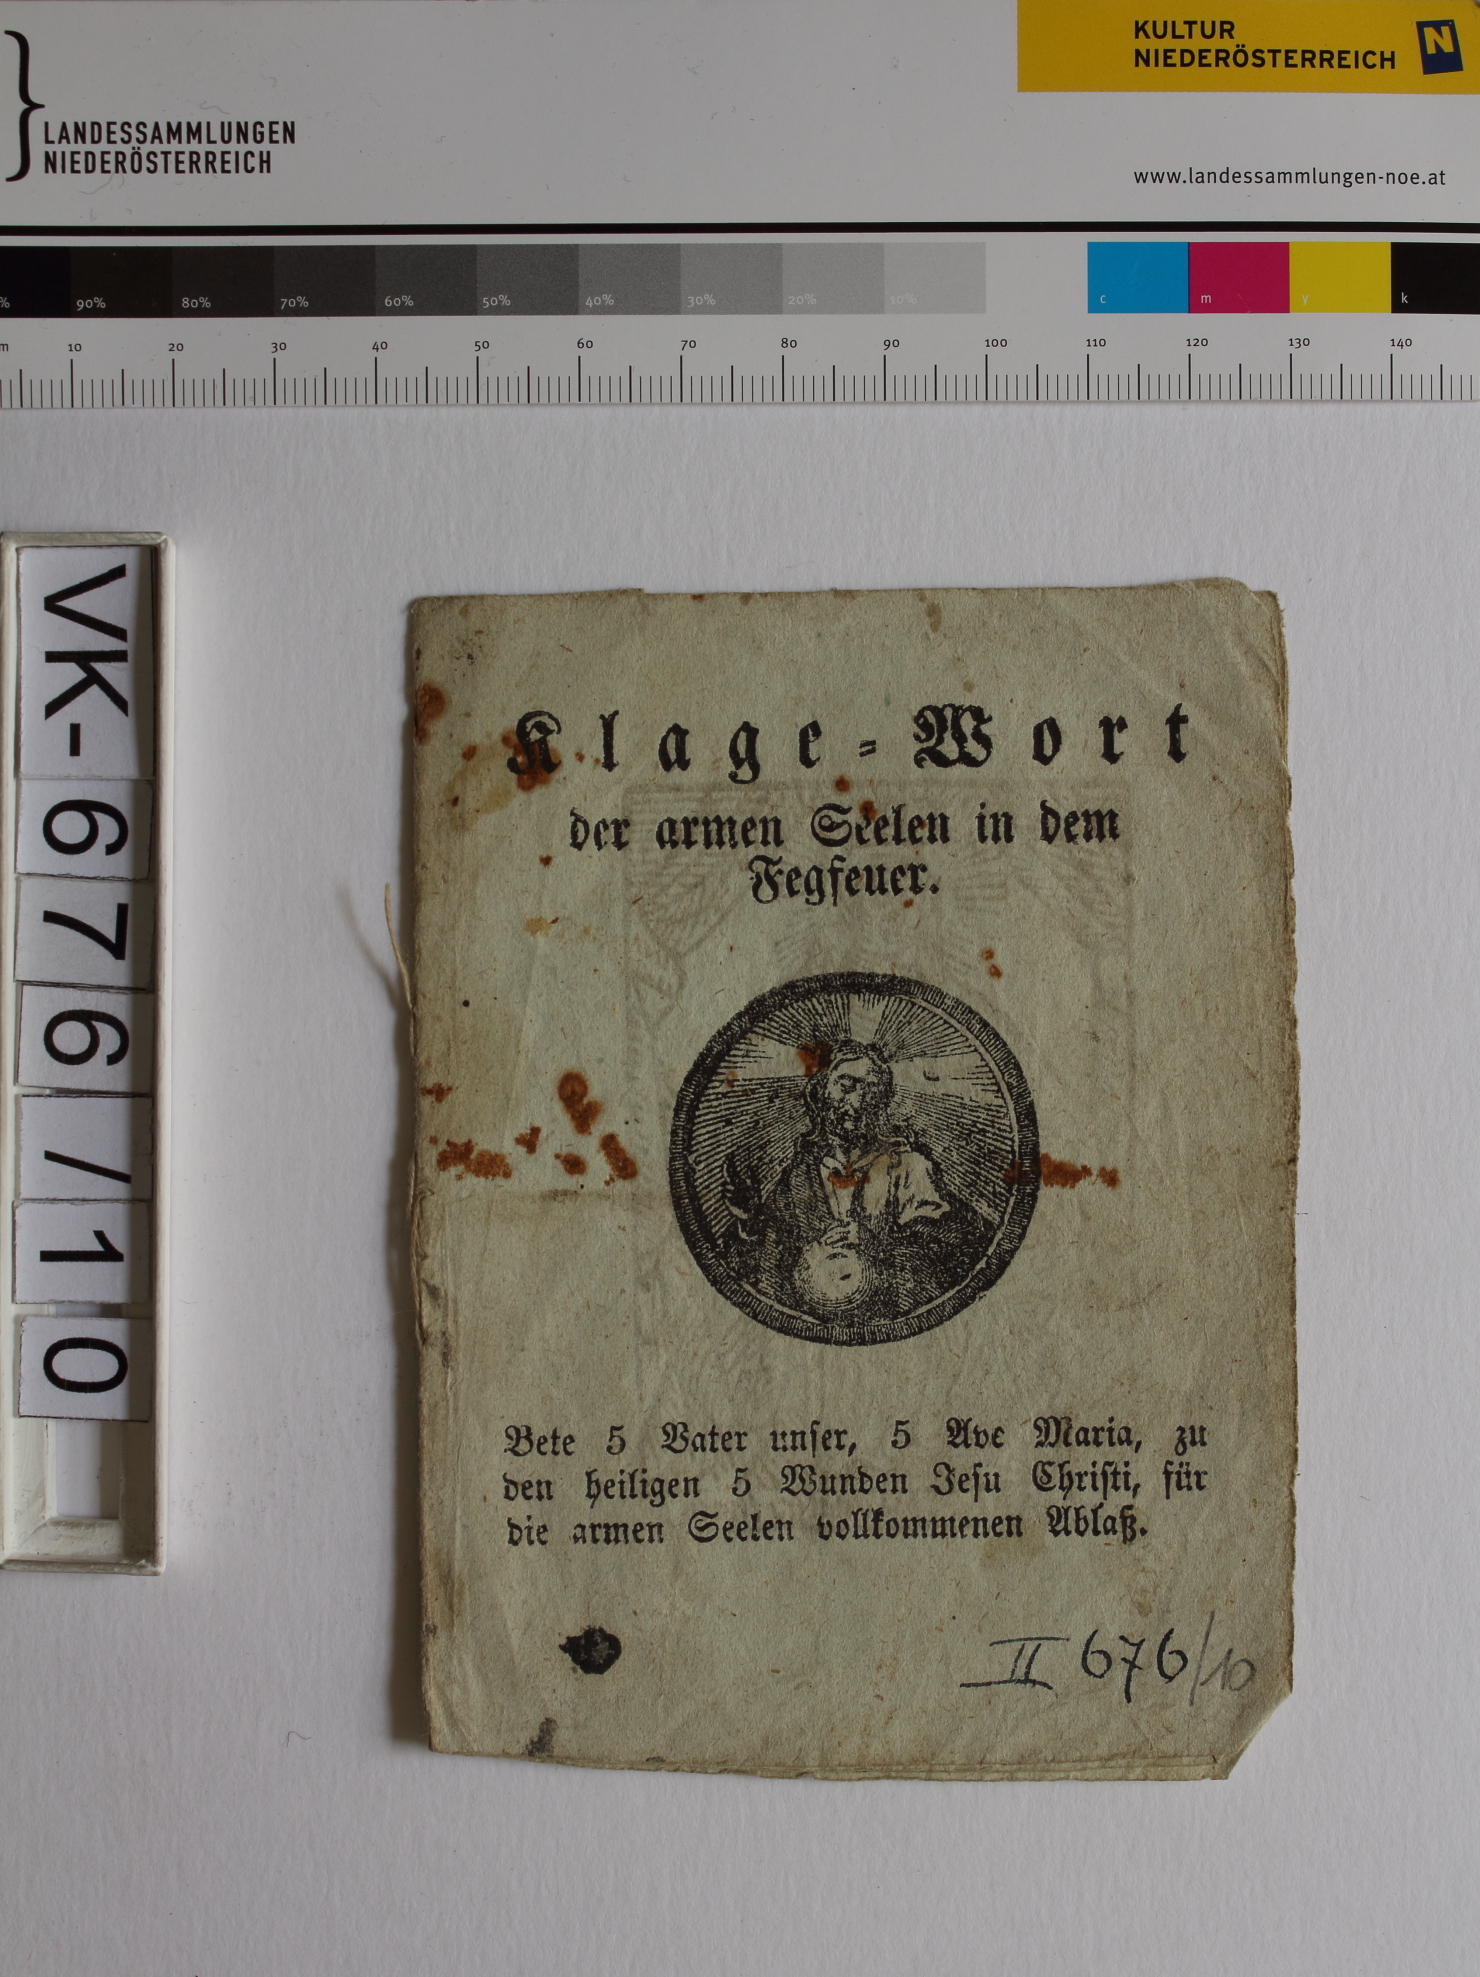 KULTUR
NIEDERÖSTERREICH
N
LANDESSAMMLUNGEN
NIEDERÖSTERREICH
www.landessammlungen-noe.at
% 90% 80% 70% 60% 50% 40% 30% 20% 10% c m y k
m 10 20 30 40 50 60 70 80 90 100 110 120 130 140
VK-676/10
Klage-Wort
der armen Seelen in dem
Fegfeuer.
Bete 5 Vater unser, 5 Ave Maria, zu
den heiligen 5 Wunden Jesu Christi, für
die armen Seelen vollkommenen Ablaß.
II 676/10